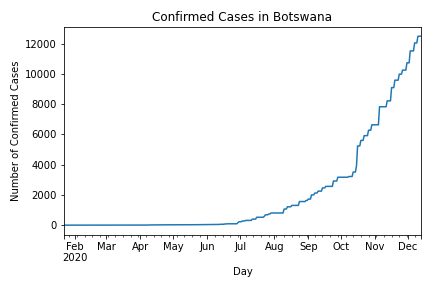 Confirmed Cases in Botswana
Number of Confirmed Cases
12000
10000
8000
6000
4000
2000
0
Feb Mar Apr May Jun Jul Aug Sep Oct Nov Dec
2020
Day